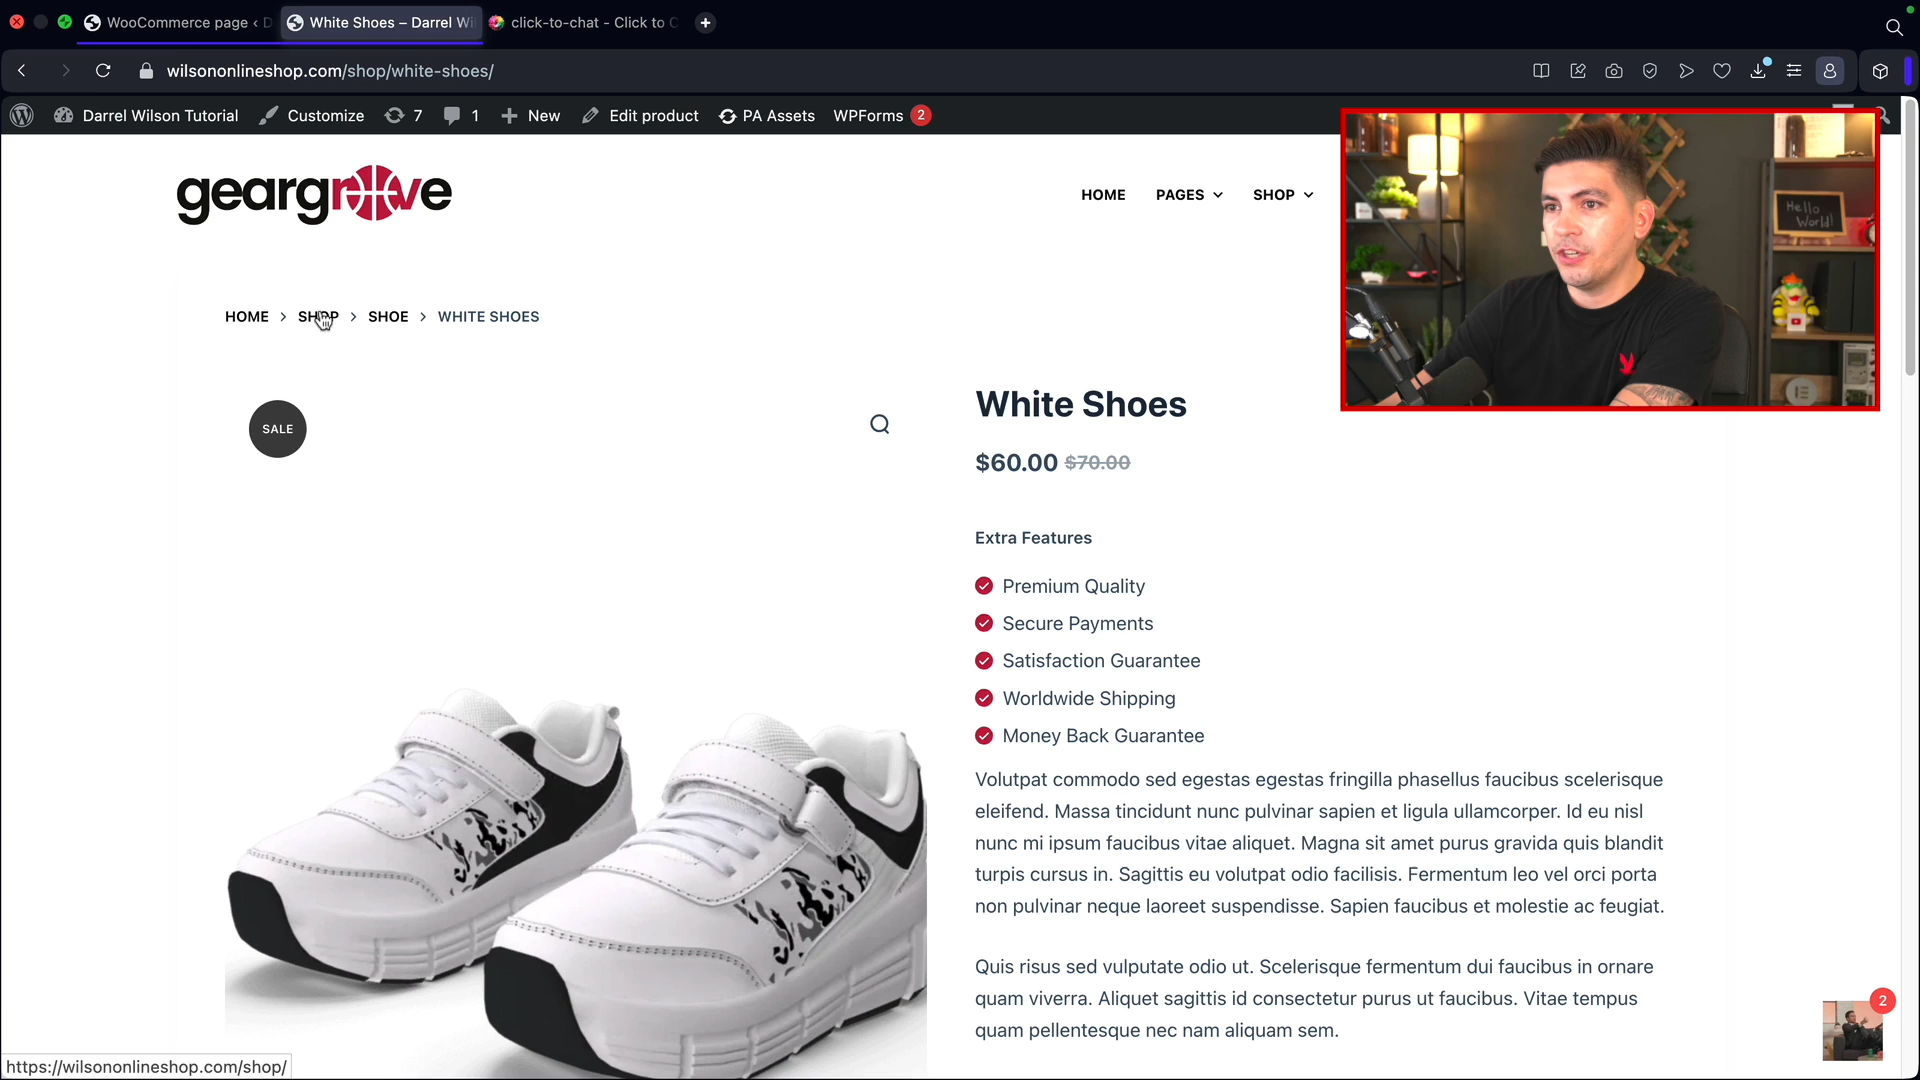 WooCommerce page ‹ D
White Shoes – Darrel Wi
click-to-chat - Click to C
wilsononlineshop.com/shop/white-shoes/
Darrel Wilson Tutorial
Customize
7
1
New
Edit product
PA Assets
WPForms 2
geargroove
HOME
PAGES
SHOP
Hello
World!
HOME > SHOP > SHOE > WHITE SHOES
SALE
White Shoes
$60.00 $70.00
Extra Features
Premium Quality
Secure Payments
Satisfaction Guarantee
Worldwide Shipping
Money Back Guarantee
Volutpat commodo sed egestas egestas fringilla phasellus faucibus scelerisque
eleifend. Massa tincidunt nunc pulvinar sapien et ligula ullamcorper. Id eu nisl
nunc mi ipsum faucibus vitae aliquet. Magna sit amet purus gravida quis blandit
turpis cursus in. Sagittis eu volutpat odio facilisis. Fermentum leo vel orci porta
non pulvinar neque laoreet suspendisse. Sapien faucibus et molestie ac feugiat.
Quis risus sed vulputate odio ut. Scelerisque fermentum dui faucibus in ornare
quam viverra. Aliquet sagittis id consectetur purus ut faucibus. Vitae tempus
quam pellentesque nec nam aliquam sem.
2
https://wilsononlineshop.com/shop/